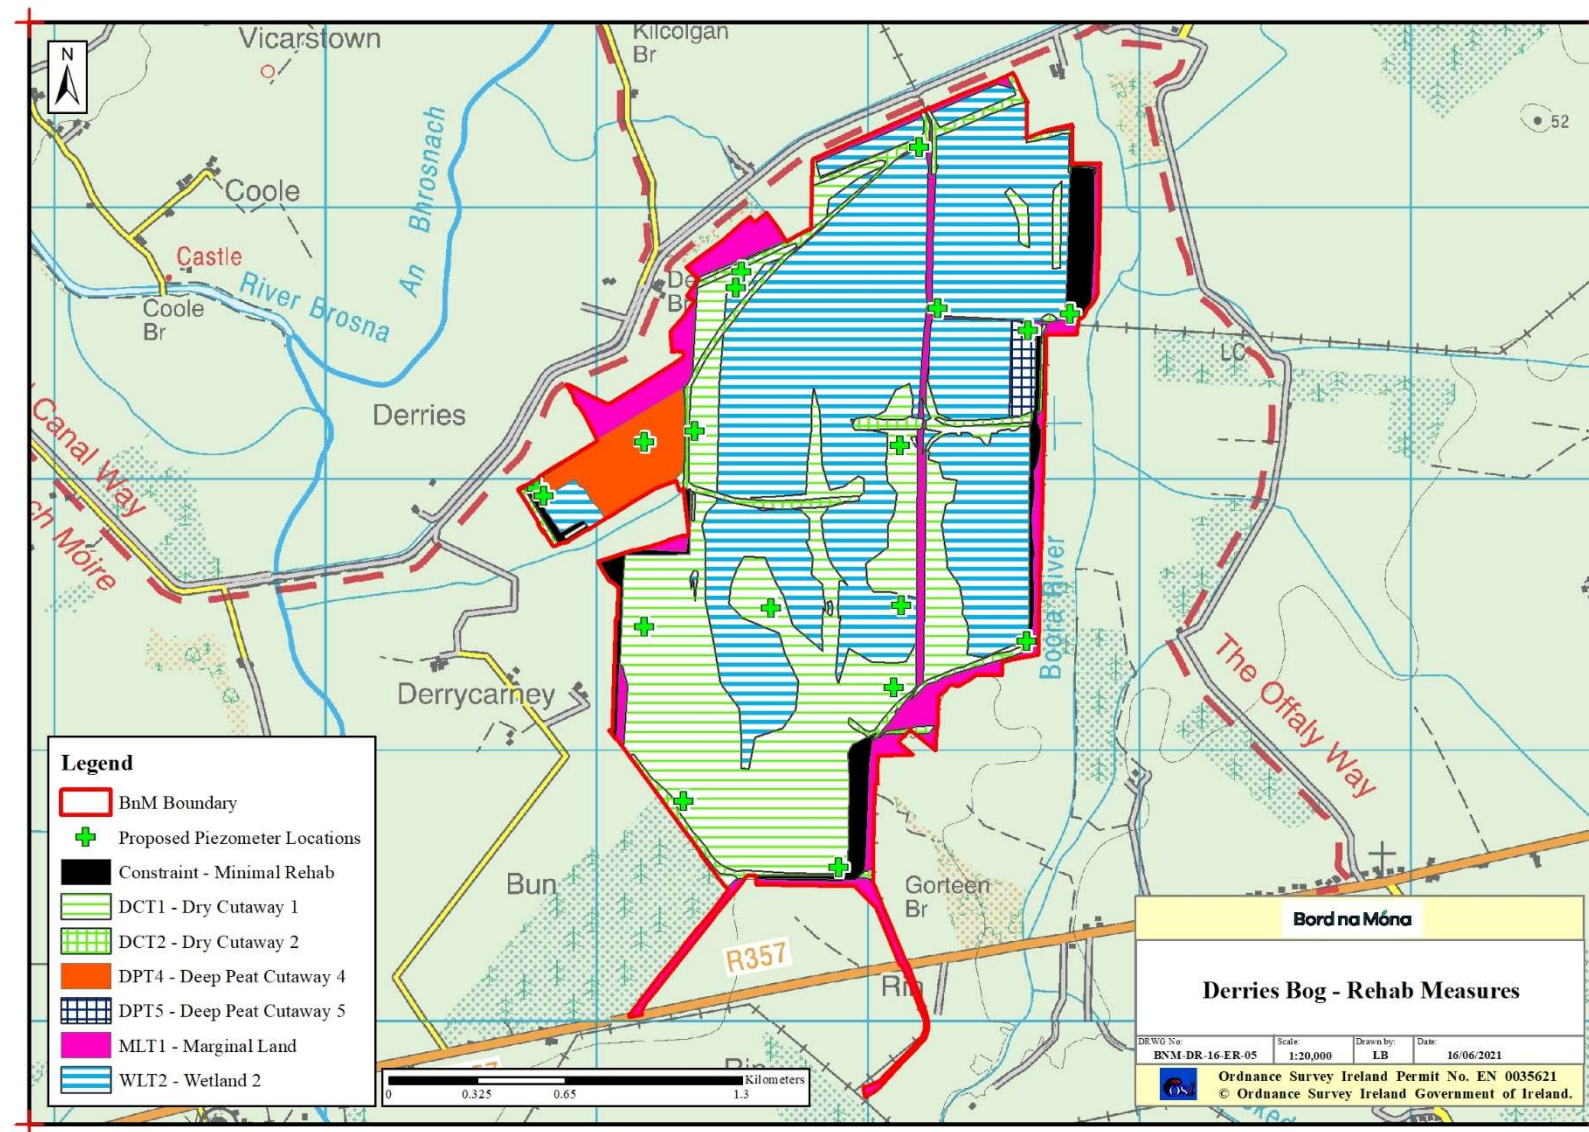 Vicarstown
Kilcolgan
Br
N
52
An Bhrosnach
Coole
Castle
River Brosna
Coole
Br
De
B
LC
Canal Way
ch Móire
Derries
Boora River
The Offaly Way
Derrycarney
Bun
Gorteen
Br
R357
Rin
Legend
BnM Boundary
Proposed Piezometer Locations
Constraint - Minimal Rehab
DCT1 - Dry Cutaway 1
DCT2 - Dry Cutaway 2
DPT4 - Deep Peat Cutaway 4
DPT5 - Deep Peat Cutaway 5
MLT1 - Marginal Land
WLT2 - Wetland 2
Kilometers
0 0.325 0.65 1.3
Bord na Móna
Derries Bog - Rehab Measures
DRWG No: Scale: Drawn by: Date:
BNM-DR-16-ER-05 1:20,000 LB 16/06/2021
OSi
Ordnance Survey Ireland Permit No. EN 0035621
© Ordnance Survey Ireland Government of Ireland.